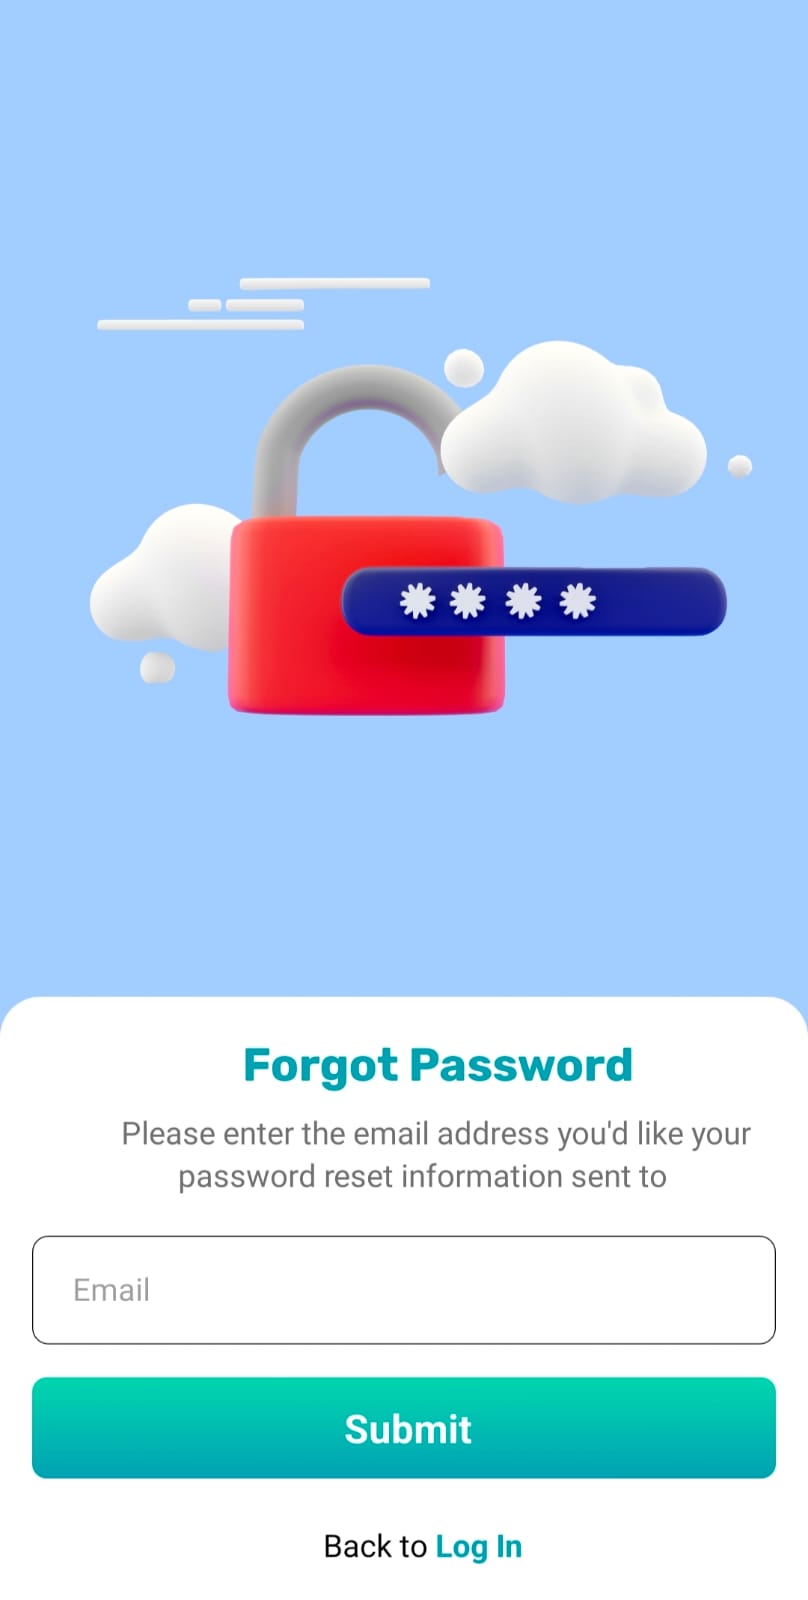 * * * *
Forgot Password
Please enter the email address you'd like your
password reset information sent to
Email
Submit
Back to Log In